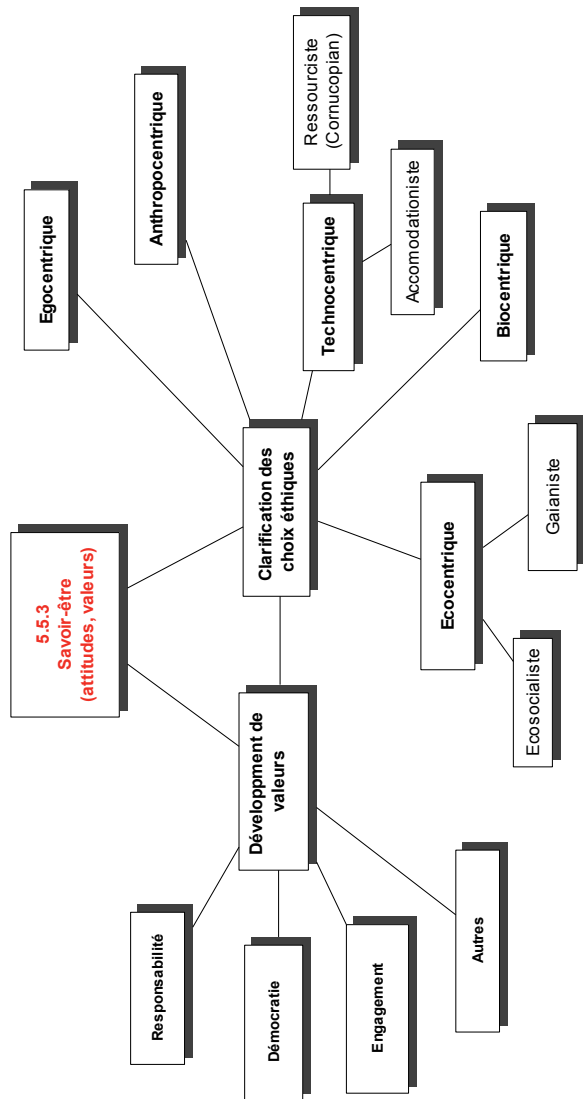 5.5.3
Savoir-être
(attitudes, valeurs)
Développment de
valeurs
Clarification des
choix éthiques
Responsabilité
Démocratie
Engagement
Autres
Ecocentrique
Ecosocialiste
Gaianiste
Biocentrique
Technocentrique
Accomodationiste
Ressourciste
(Cornucopian)
Anthropocentrique
Egocentrique